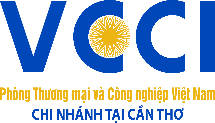 VCCI
Phòng Thương mại và Công nghiệp Việt Nam
CHI NHÁNH TẠI CẦN THƠ